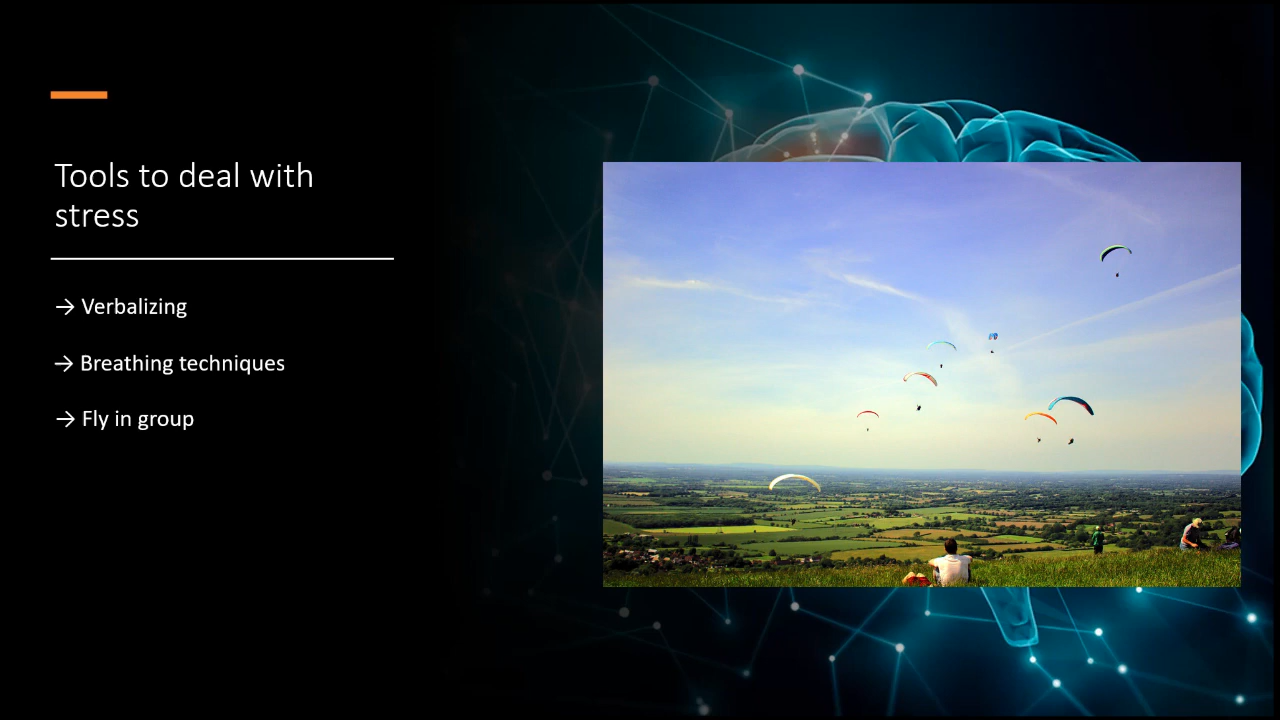 Tools to deal with
stress
→ Verbalizing
→ Breathing techniques
→ Fly in group